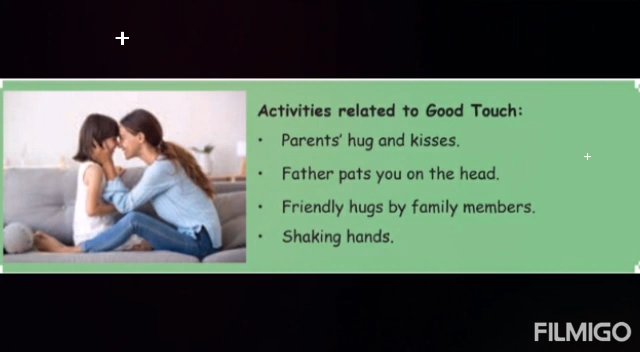 Activities related to Good Touch:
• Parents' hug and kisses.
• Father pats you on the head.
• Friendly hugs by family members.
• Shaking hands.
FILMIGO